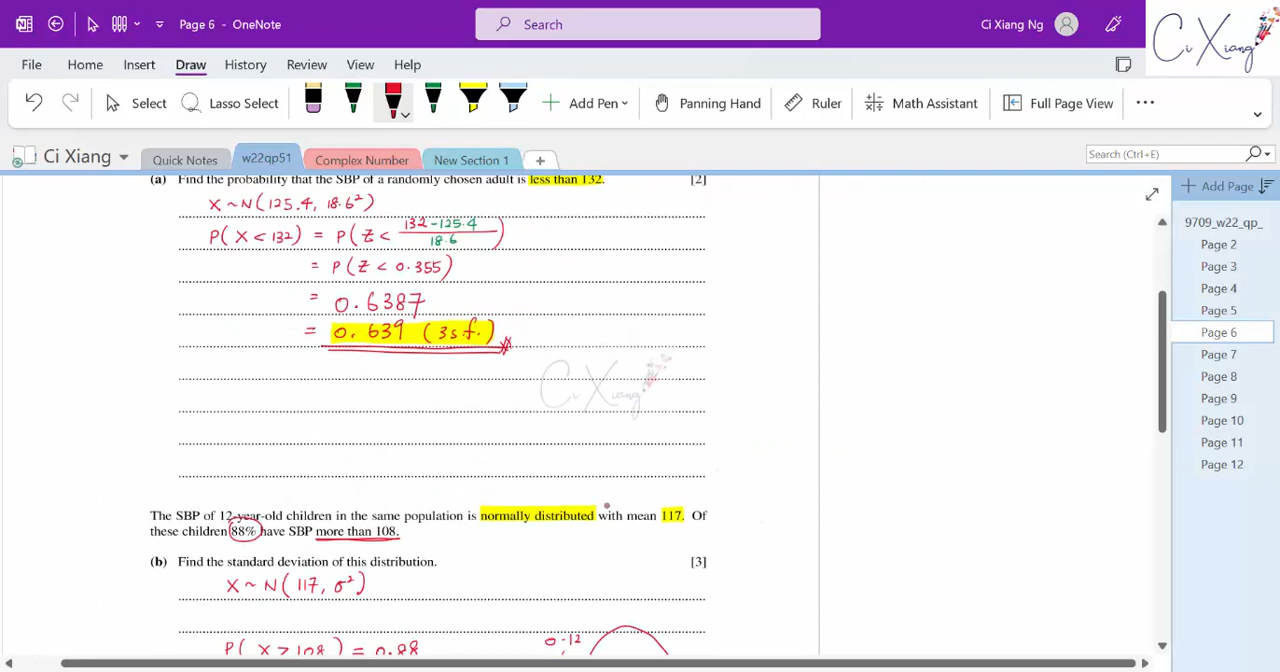 Page 6 - OneNote
Search
Ci Xiang Ng
Ci Xiang
File Home Insert Draw History Review View Help
Select Lasso Select Add Pen Panning Hand Ruler Math Assistant Full Page View
Ci Xiang Quick Notes w22qp51 Complex Number New Section 1 Search (Ctrl+E)
Add Page
9709_w22_qp_
Page 2
Page 3
Page 4
Page 5
Page 6
Page 7
Page 8
Page 9
Page 10
Page 11
Page 12
(a) Find the probability that the SBP of a randomly chosen adult is less than 132. [2]
X ~ N(125.4, 18.6²)
P(X < 132) = P(Z < (132 - 125.4)/18.6)
= P(Z < 0.355)
= 0.6387
= 0.639 (3 s.f.)
Ci Xiang
The SBP of 12-year-old children in the same population is normally distributed with mean 117. Of
these children 88% have SBP more than 108.
(b) Find the standard deviation of this distribution. [3]
X ~ N(117, σ²)
0.12
P(X > 108) = 0.88